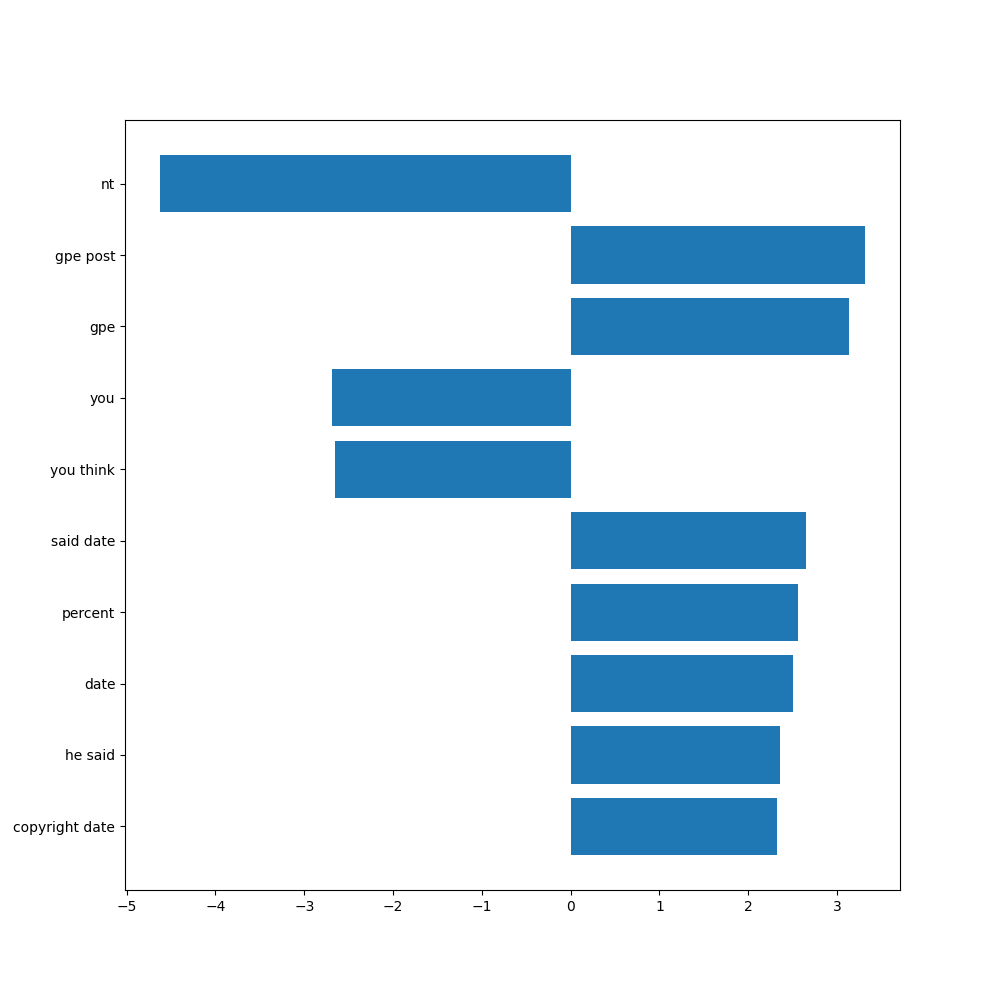 nt
gpe post
gpe
you
you think
said date
percent
date
he said
copyright date
−5 −4 −3 −2 −1 0 1 2 3